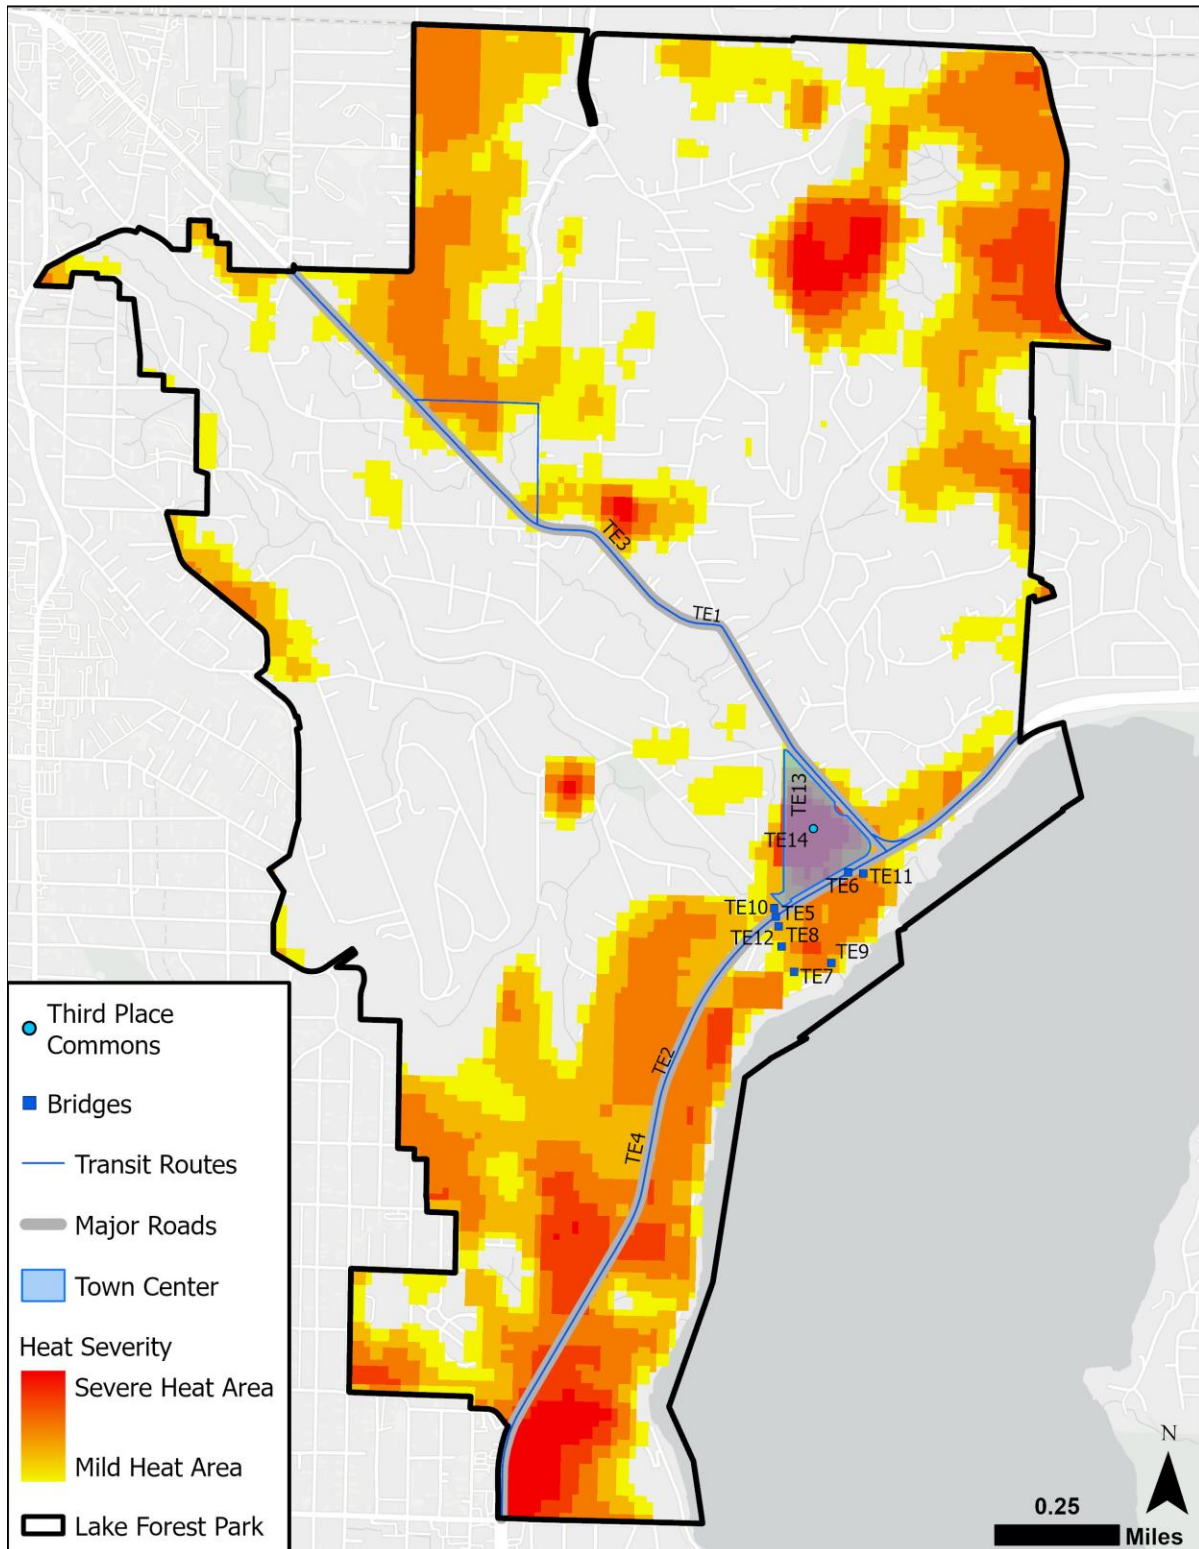 TE3
TE1
TE13
TE14
TE6
TE11
TE10
TE5
TE8
TE12
TE9
TE7
TE2
TE4
Third Place
Commons
Bridges
Transit Routes
Major Roads
Town Center
Heat Severity
Severe Heat Area
Mild Heat Area
Lake Forest Park
N
0.25
Miles